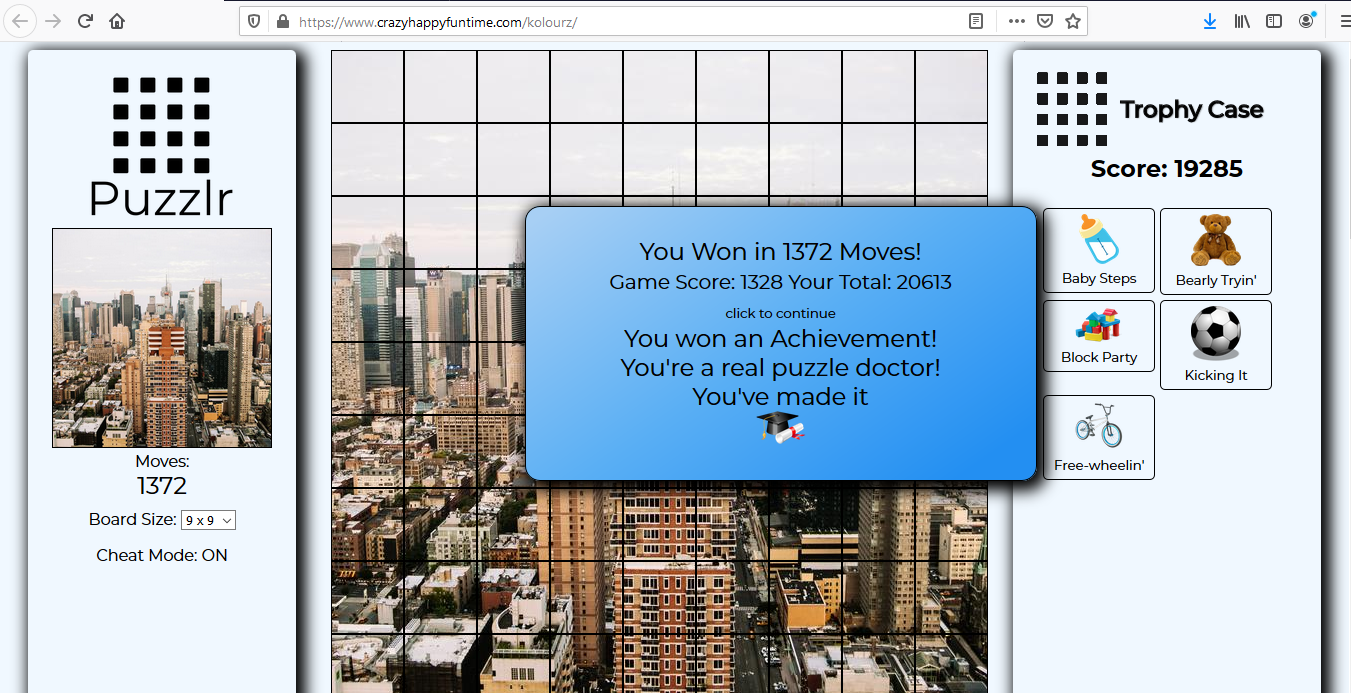 https://www.crazyhappyfuntime.com/kolourz/
Puzzlr
Moves:
1372
Board Size: 9 x 9
Cheat Mode: ON
You Won in 1372 Moves!
Game Score: 1328 Your Total: 20613
click to continue
You won an Achievement!
You're a real puzzle doctor!
You've made it
Trophy Case
Score: 19285
Baby Steps
Bearly Tryin'
Block Party
Kicking It
Free-wheelin'